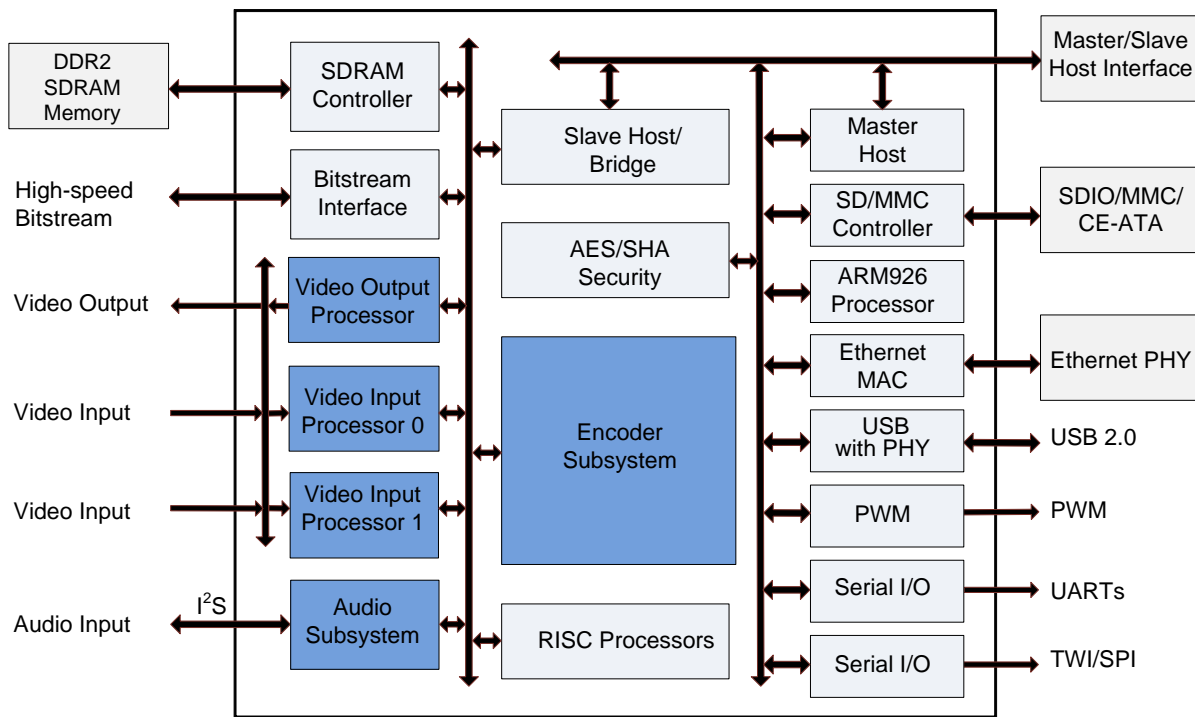 DDR2
SDRAM
Memory
High-speed
Bitstream
Video Output
Video Input
Video Input
Audio Input
I²S
SDRAM
Controller
Bitstream
Interface
Video Output
Processor
Video Input
Processor 0
Video Input
Processor 1
Audio
Subsystem
Slave Host/
Bridge
AES/SHA
Security
Encoder
Subsystem
RISC Processors
Master
Host
SD/MMC
Controller
ARM926
Processor
Ethernet
MAC
USB
with PHY
PWM
Serial I/O
Serial I/O
Master/Slave
Host Interface
SDIO/MMC/
CE-ATA
Ethernet PHY
USB 2.0
PWM
UARTs
TWI/SPI